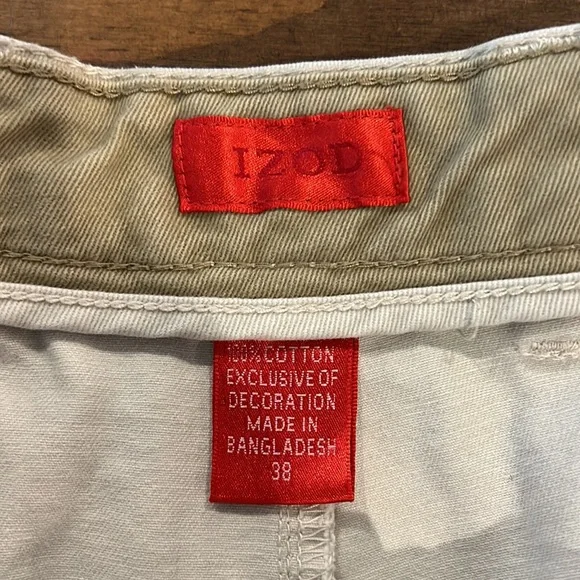 IZOD
100% COTTON
EXCLUSIVE OF
DECORATION
MADE IN
BANGLADESH
38